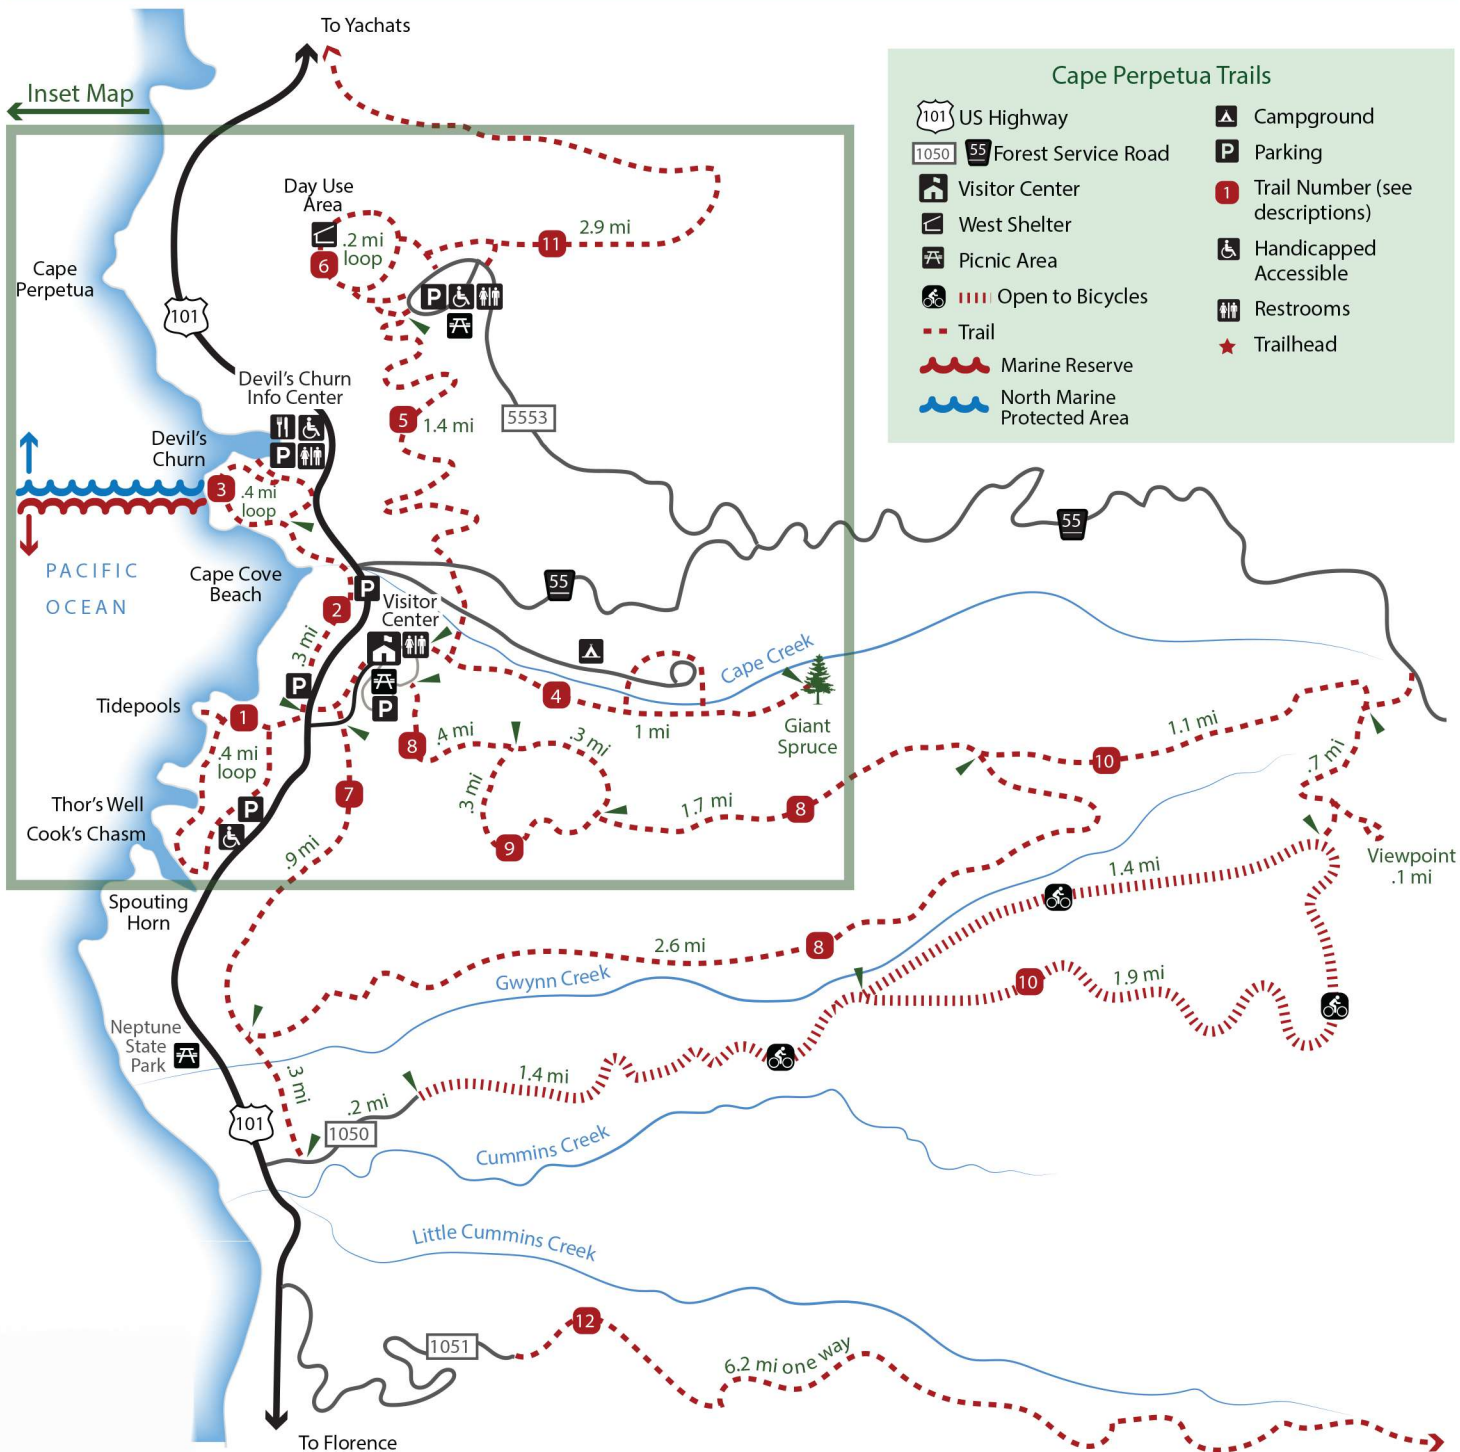 To Yachats
Inset Map
Cape Perpetua Trails
101
US Highway
1050
55
Forest Service Road
Visitor Center
West Shelter
Picnic Area
Open to Bicycles
Trail
Marine Reserve
North Marine
Protected Area
Campground
P
Parking
1
Trail Number (see
descriptions)
Handicapped
Accessible
Restrooms
Trailhead
Day Use
Area
.2 mi
loop
6
11
2.9 mi
Cape
Perpetua
P
101
Devil's Churn
Info Center
5
1.4 mi
5553
Devil's
Churn
P
3
.4 mi
loop
55
PACIFIC
OCEAN
Cape Cove
Beach
P
55
2
Visitor
Center
.3 mi
Cape Creek
P
4
1 mi
Giant
Spruce
Tidepools
1
.4 mi
loop
P
8
.4 mi
.3 mi
.3 mi
1.1 mi
10
.7 mi
7
1.7 mi
8
Thor's Well
P
Cook's Chasm
9
.9 mi
Viewpoint
.1 mi
1.4 mi
Spouting
Horn
2.6 mi
8
Gwynn Creek
10
1.9 mi
Neptune
State
Park
.3 mi
1.4 mi
.2 mi
101
1050
Cummins Creek
Little Cummins Creek
12
1051
6.2 mi one way
To Florence